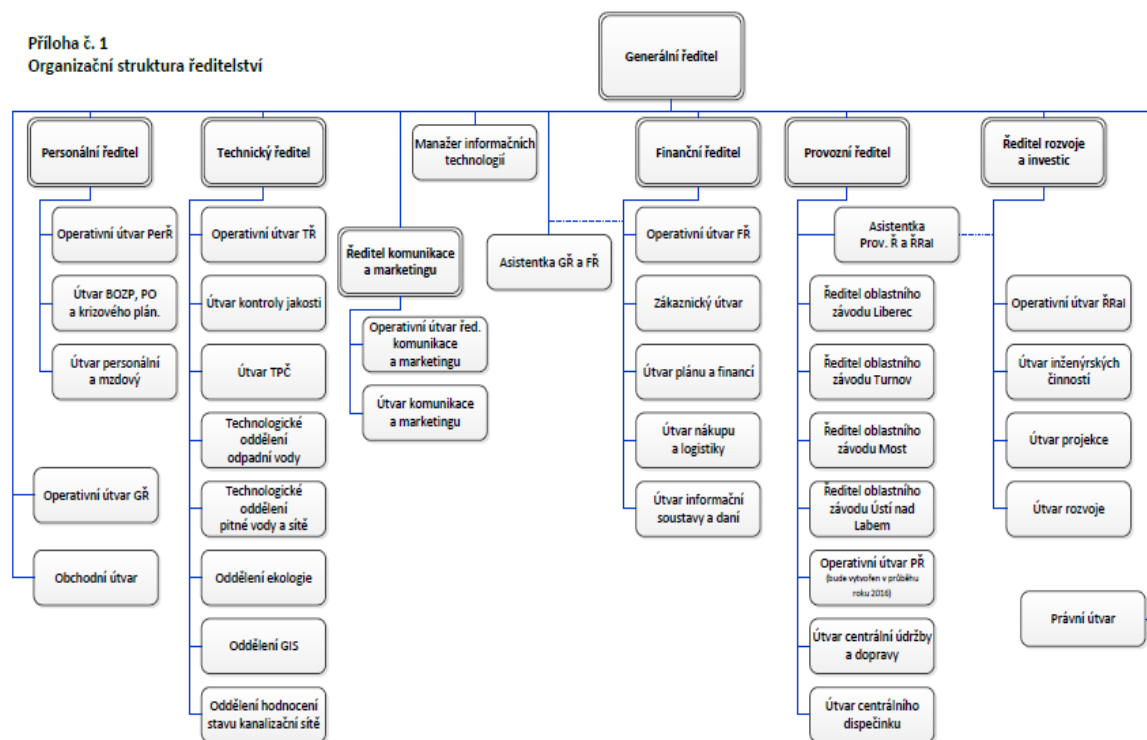 Příloha č. 1
Organizační struktura ředitelství
Generální ředitel
Personální ředitel
Technický ředitel
Manažer informačních
technologií
Finanční ředitel
Provozní ředitel
Ředitel rozvoje
a investic
Operativní útvar PerŘ
Útvar BOZP, PO
a krizového plán.
Útvar personální
a mzdový
Operativní útvar GŘ
Obchodní útvar
Operativní útvar TŘ
Útvar kontroly jakosti
Útvar TPČ
Technologické
oddělení
odpadní vody
Technologické
oddělení
pitné vody a sítě
Oddělení ekologie
Oddělení GIS
Oddělení hodnocení
stavu kanalizační sítě
Ředitel komunikace
a marketingu
Operativní útvar řed.
komunikace
a marketingu
Útvar komunikace
a marketingu
Asistentka GŘ a FŘ
Operativní útvar FŘ
Zákaznický útvar
Útvar plánu a financí
Útvar nákupu
a logistiky
Útvar informační
soustavy a daní
Asistentka
Prov. Ř a ŘRaI
Ředitel oblastního
závodu Liberec
Ředitel oblastního
závodu Turnov
Ředitel oblastního
závodu Most
Ředitel oblastního
závodu Ústí nad
Labem
Operativní útvar PŘ
(bude vytvořen v průběhu
roku 2016)
Útvar centrální údržby
a dopravy
Útvar centrálního
dispečinku
Operativní útvar ŘRaI
Útvar inženýrských
činností
Útvar projekce
Útvar rozvoje
Právní útvar